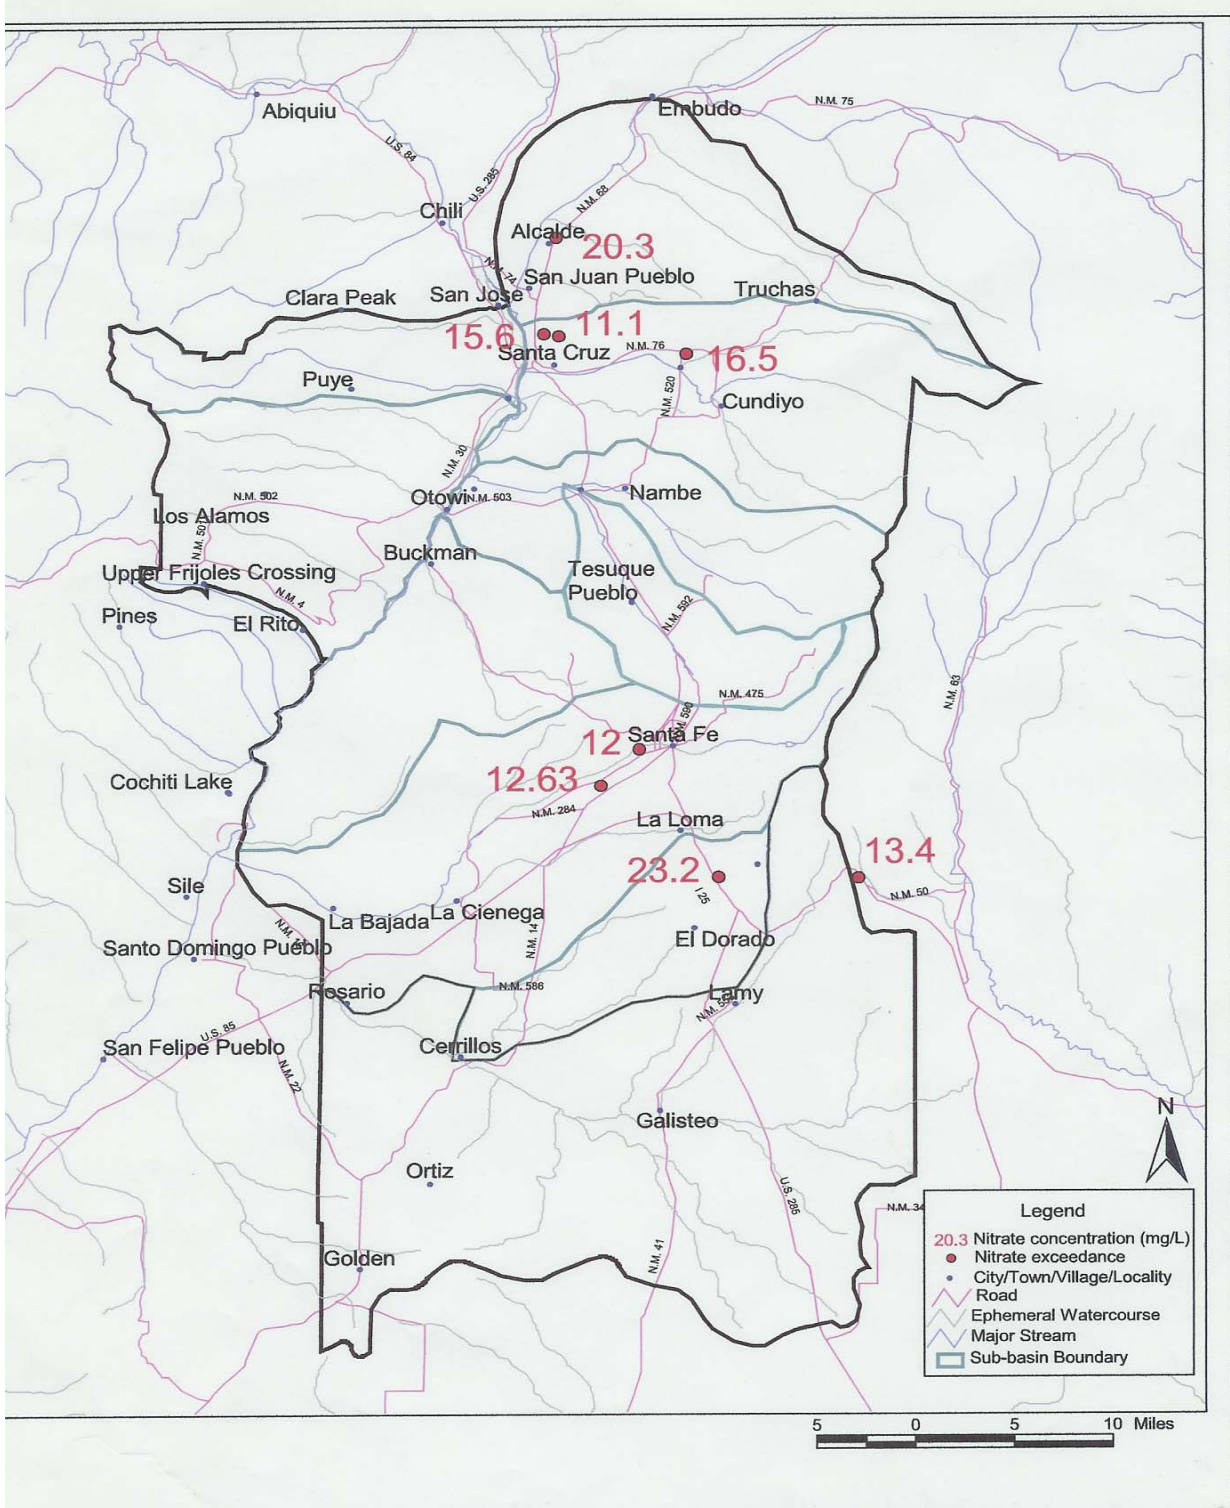 Embudo
N.M. 75
Abiquiu
U.S. 84
U.S. 285
N.M. 68
Chili
Alcalde
20.3
N.M. 74
San Juan Pueblo
Truchas
Clara Peak
San Jose
15.6
11.1
Santa Cruz
N.M. 76
16.5
Puye
N.M. 520
Cundiyo
N.M. 30
N.M. 502
Otowi
N.M. 503
Nambe
Los Alamos
N.M. 501
Buckman
Tesuque
Pueblo
Upper Frijoles Crossing
N.M. 4
N.M. 592
Pines
El Rito
N.M. 475
N.M. 63
N.M. 590
Santa Fe
12
12.63
Cochiti Lake
N.M. 284
La Loma
23.2
13.4
Sile
I 25
N.M. 50
La Bajada
La Cienega
N.M. 14
El Dorado
Santo Domingo Pueblo
N.M. 586
Rosario
Lamy
U.S. 85
San Felipe Pueblo
Cerrillos
N.M. 22
Galisteo
N
Ortiz
U.S. 285
N.M. 34
N.M. 41
Golden
Legend
20.3 Nitrate concentration (mg/L)
Nitrate exceedance
City/Town/Village/Locality
Road
Ephemeral Watercourse
Major Stream
Sub-basin Boundary
5 0 5 10 Miles